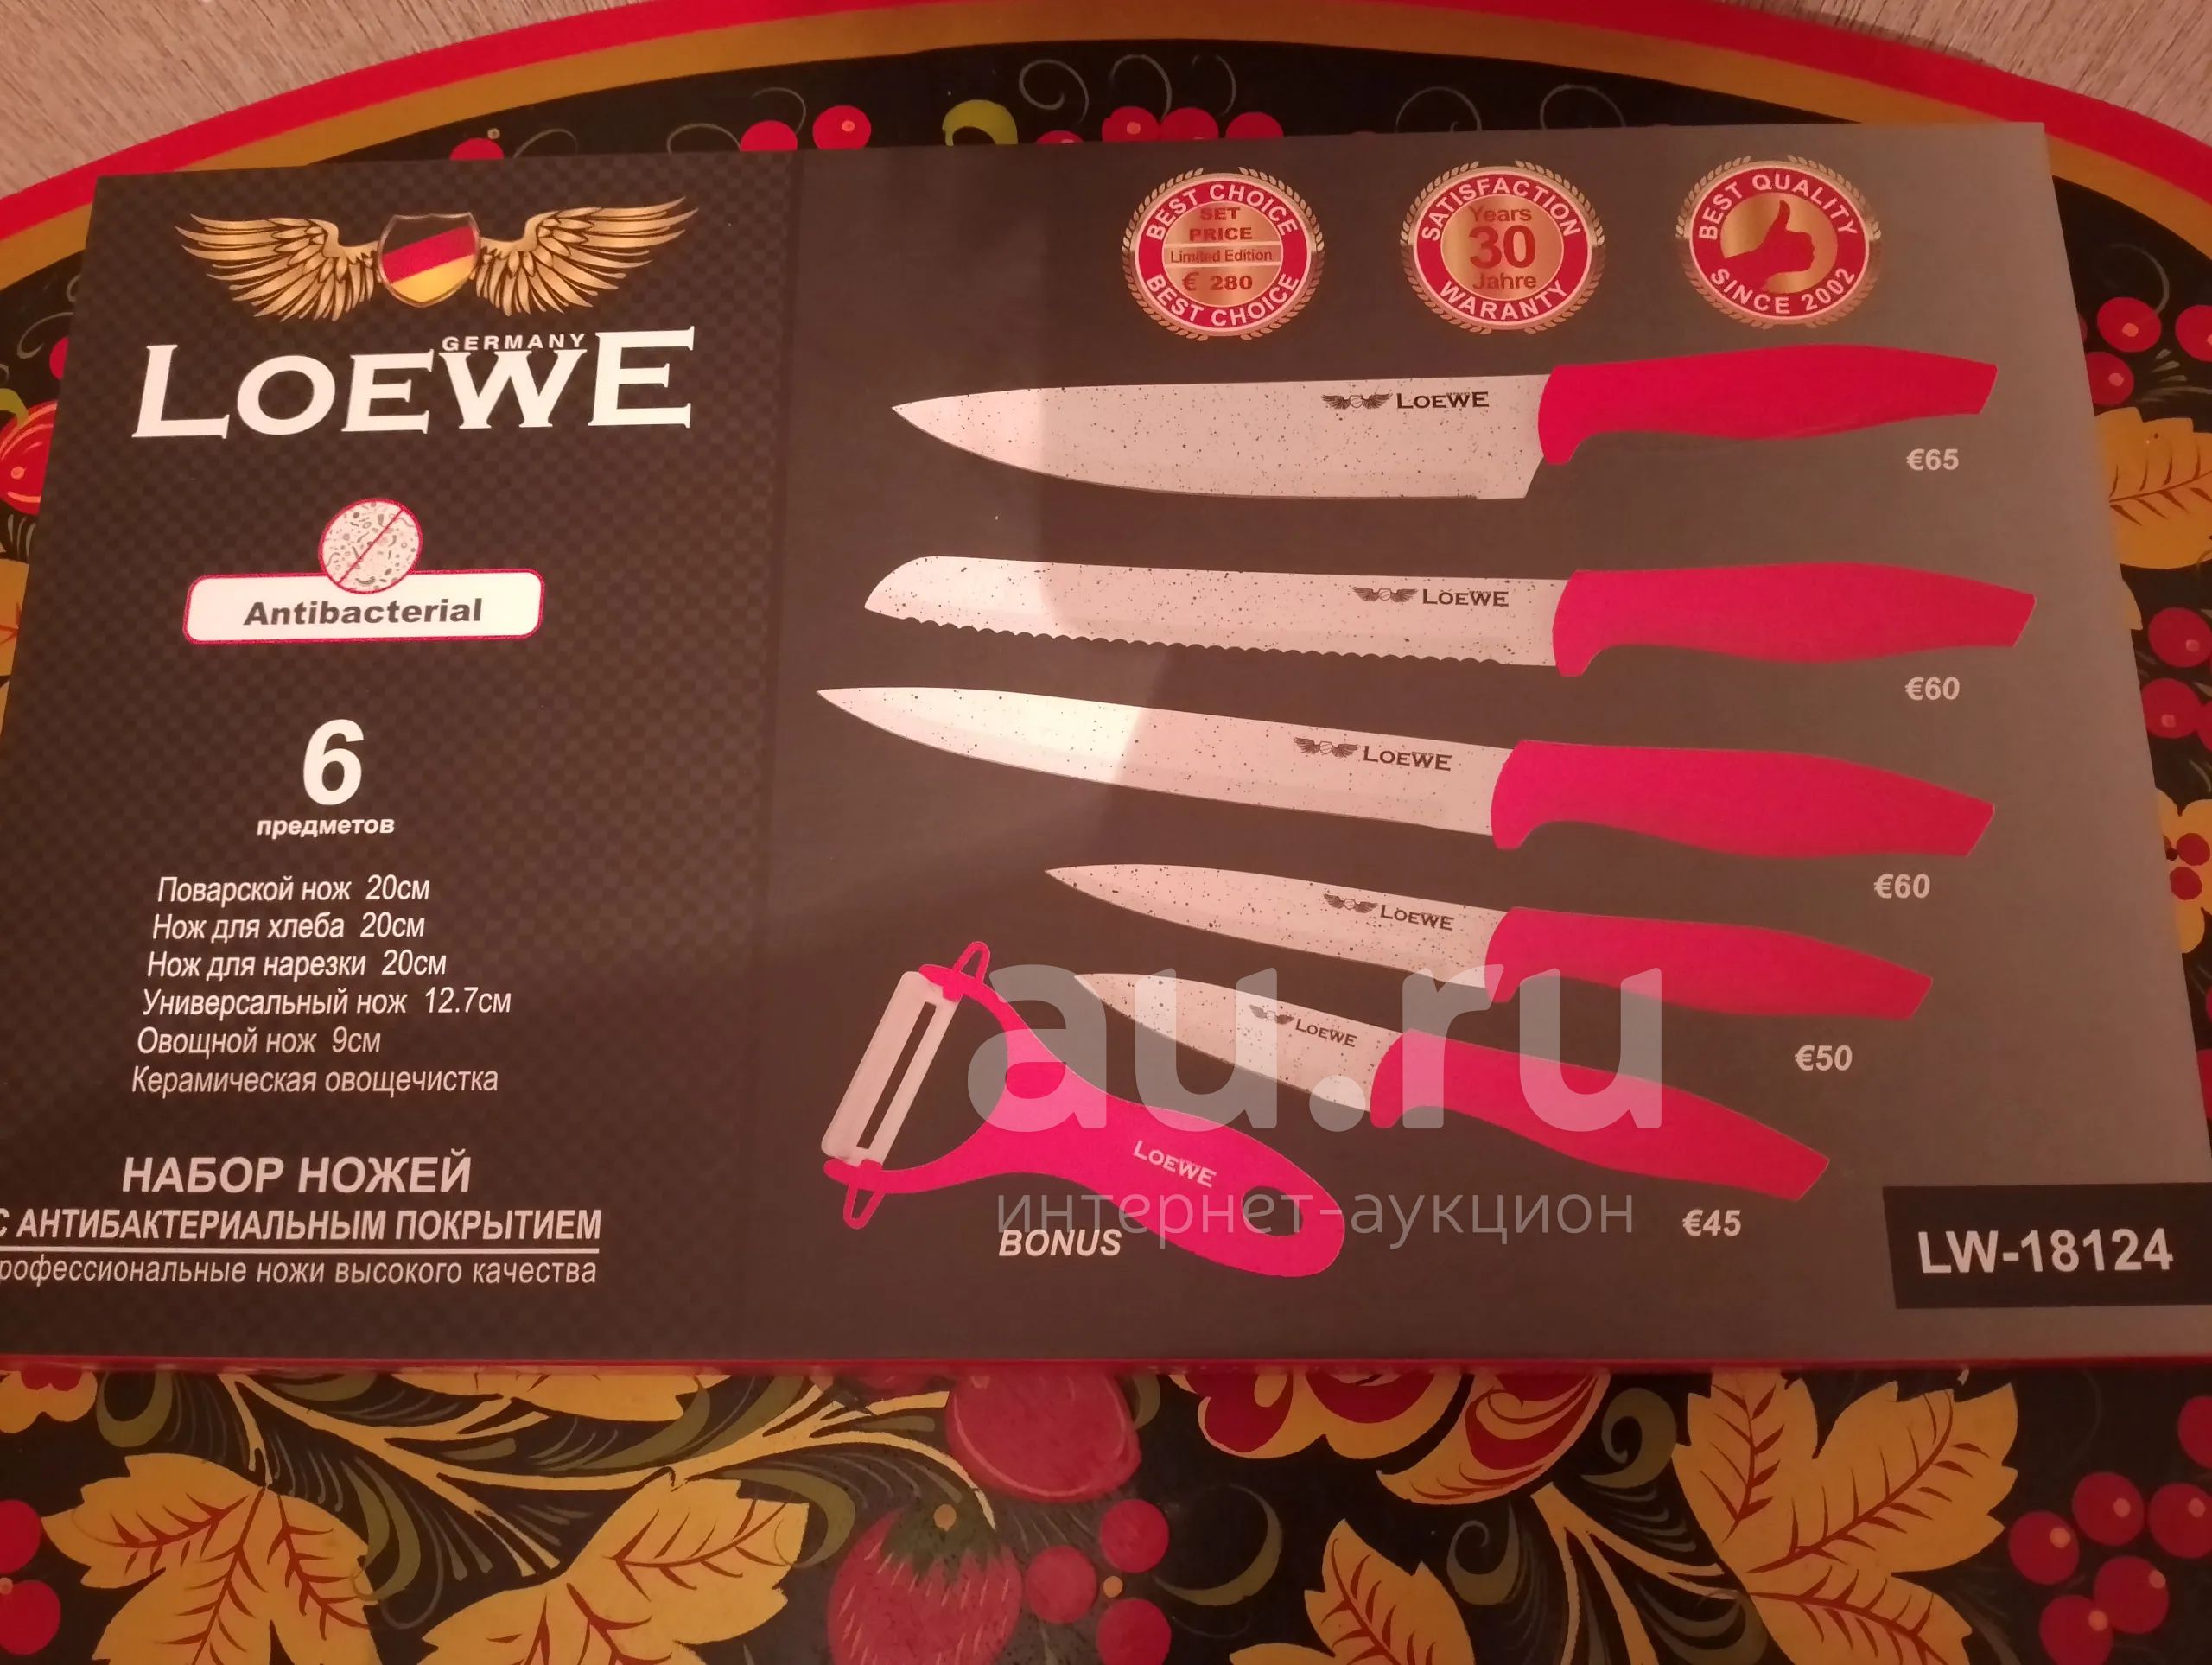 GERMANY
LOEWE
Antibacterial
6
предметов
Поварской нож 20см
Нож для хлеба 20см
Нож для нарезки 20см
Универсальный нож 12.7см
Овощной нож 9см
Керамическая овощечистка
НАБОР НОЖЕЙ
С АНТИБАКТЕРИАЛЬНЫМ ПОКРЫТИЕМ
рофессиональные ножи высокого качества
BEST CHOICE
SET
PRICE
Limited Edition
€ 280
BEST CHOICE
SATISFACTION
Years
30
Jahre
WARANTY
BEST QUALITY
SINCE 2002
LOEWE
€65
LOEWE
€60
LOEWE
€60
LOEWE
€50
LOEWE
€45
LOEWE
BONUS
LW-18124
au.ru
интернет-аукцион